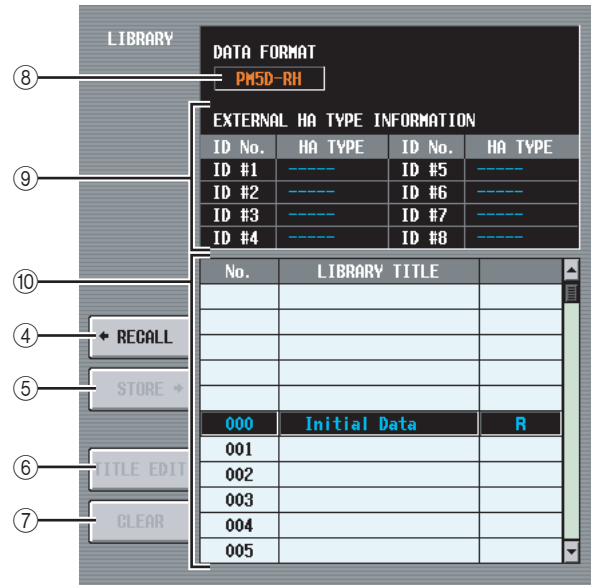 LIBRARY
DATA FORMAT
⑧
PM5D-RH
EXTERNAL HA TYPE INFORMATION
ID No. HA TYPE ID No. HA TYPE
⑨
ID #1 ----- ID #5 -----
ID #2 ----- ID #6 -----
ID #3 ----- ID #7 -----
ID #4 ----- ID #8 -----
⑩
No. LIBRARY TITLE
④
← RECALL
⑤
STORE →
000 Initial Data R
001
⑥
TITLE EDIT
002
003
⑦
CLEAR
004
005